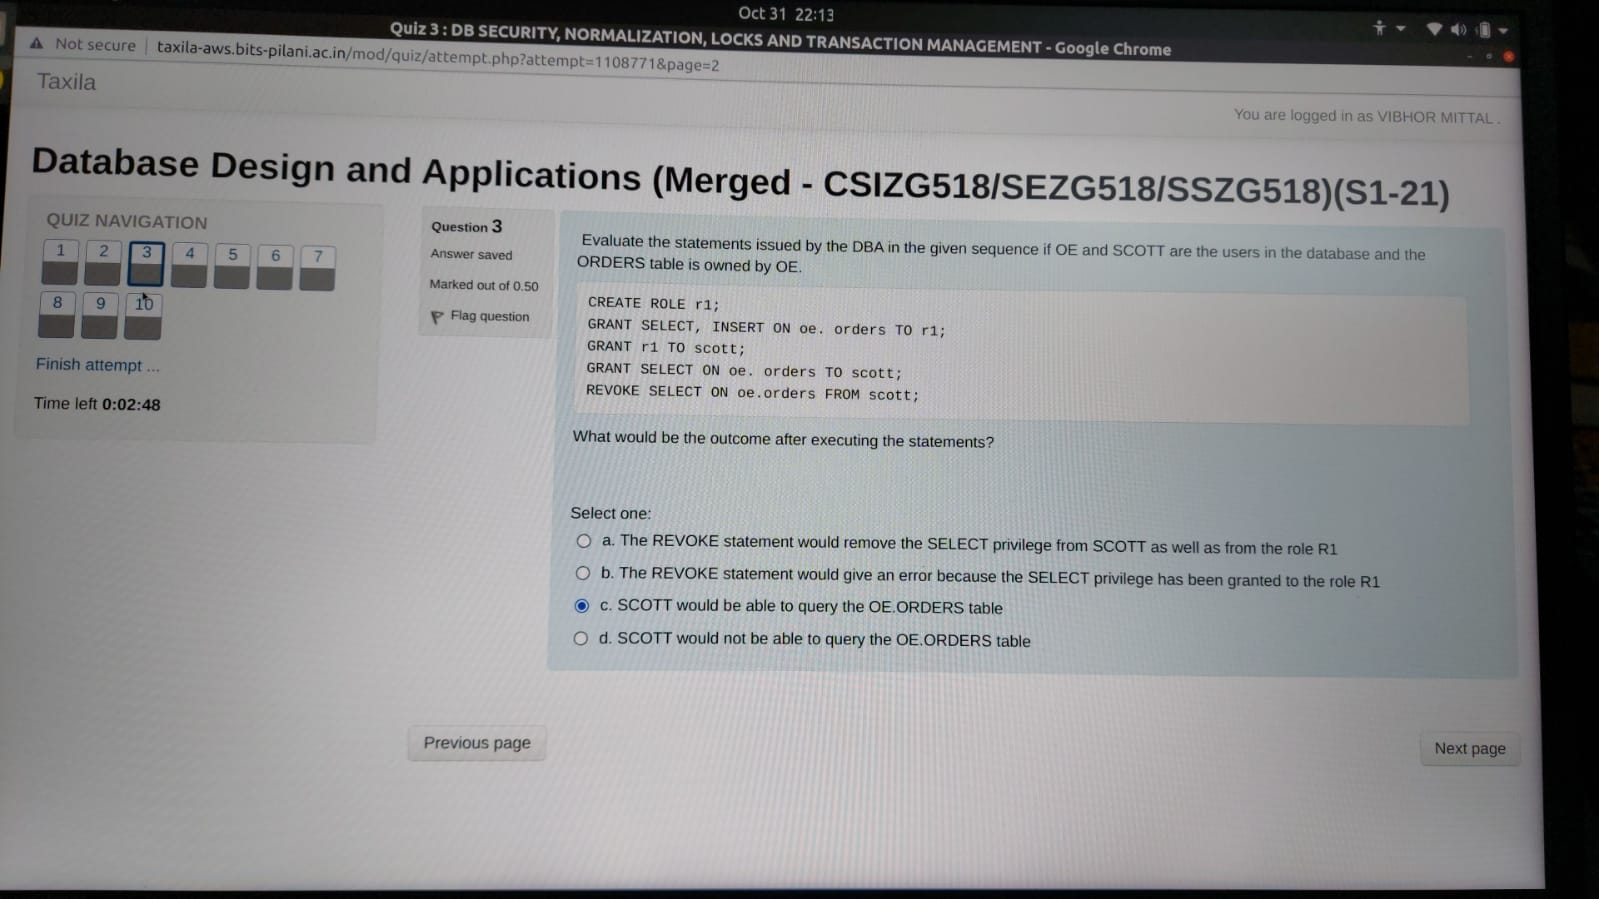 Oct 31 22:13
Quiz 3 : DB SECURITY, NORMALIZATION, LOCKS AND TRANSACTION MANAGEMENT - Google Chrome
Not secure | taxila-aws.bits-pilani.ac.in/mod/quiz/attempt.php?attempt=1108771&page=2
Taxila
You are logged in as VIBHOR MITTAL .
Database Design and Applications (Merged - CSIZG518/SEZG518/SSZG518)(S1-21)
QUIZ NAVIGATION
1 2 3 4 5 6 7
8 9 10
Finish attempt ...
Time left 0:02:48
Question 3
Answer saved
Marked out of 0.50
Flag question
Evaluate the statements issued by the DBA in the given sequence if OE and SCOTT are the users in the database and the
ORDERS table is owned by OE.
CREATE ROLE r1;
GRANT SELECT, INSERT ON oe. orders TO r1;
GRANT r1 TO scott;
GRANT SELECT ON oe. orders TO scott;
REVOKE SELECT ON oe.orders FROM scott;
What would be the outcome after executing the statements?
Select one:
a. The REVOKE statement would remove the SELECT privilege from SCOTT as well as from the role R1
b. The REVOKE statement would give an error because the SELECT privilege has been granted to the role R1
c. SCOTT would be able to query the OE.ORDERS table
d. SCOTT would not be able to query the OE.ORDERS table
Previous page
Next page